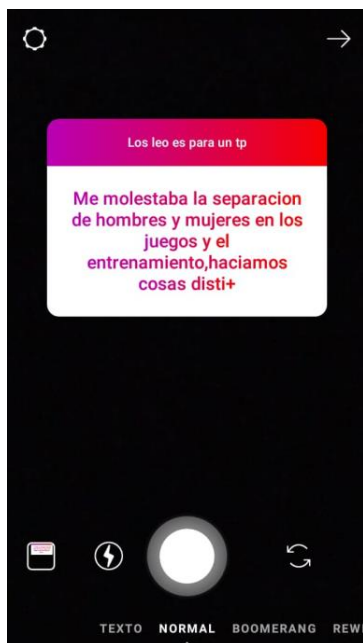 Los leo es para un tp
Me molestaba la separacion
de hombres y mujeres en los
juegos y el
entrenamiento,haciamos
cosas disti+
TEXTO NORMAL BOOMERANG REWI